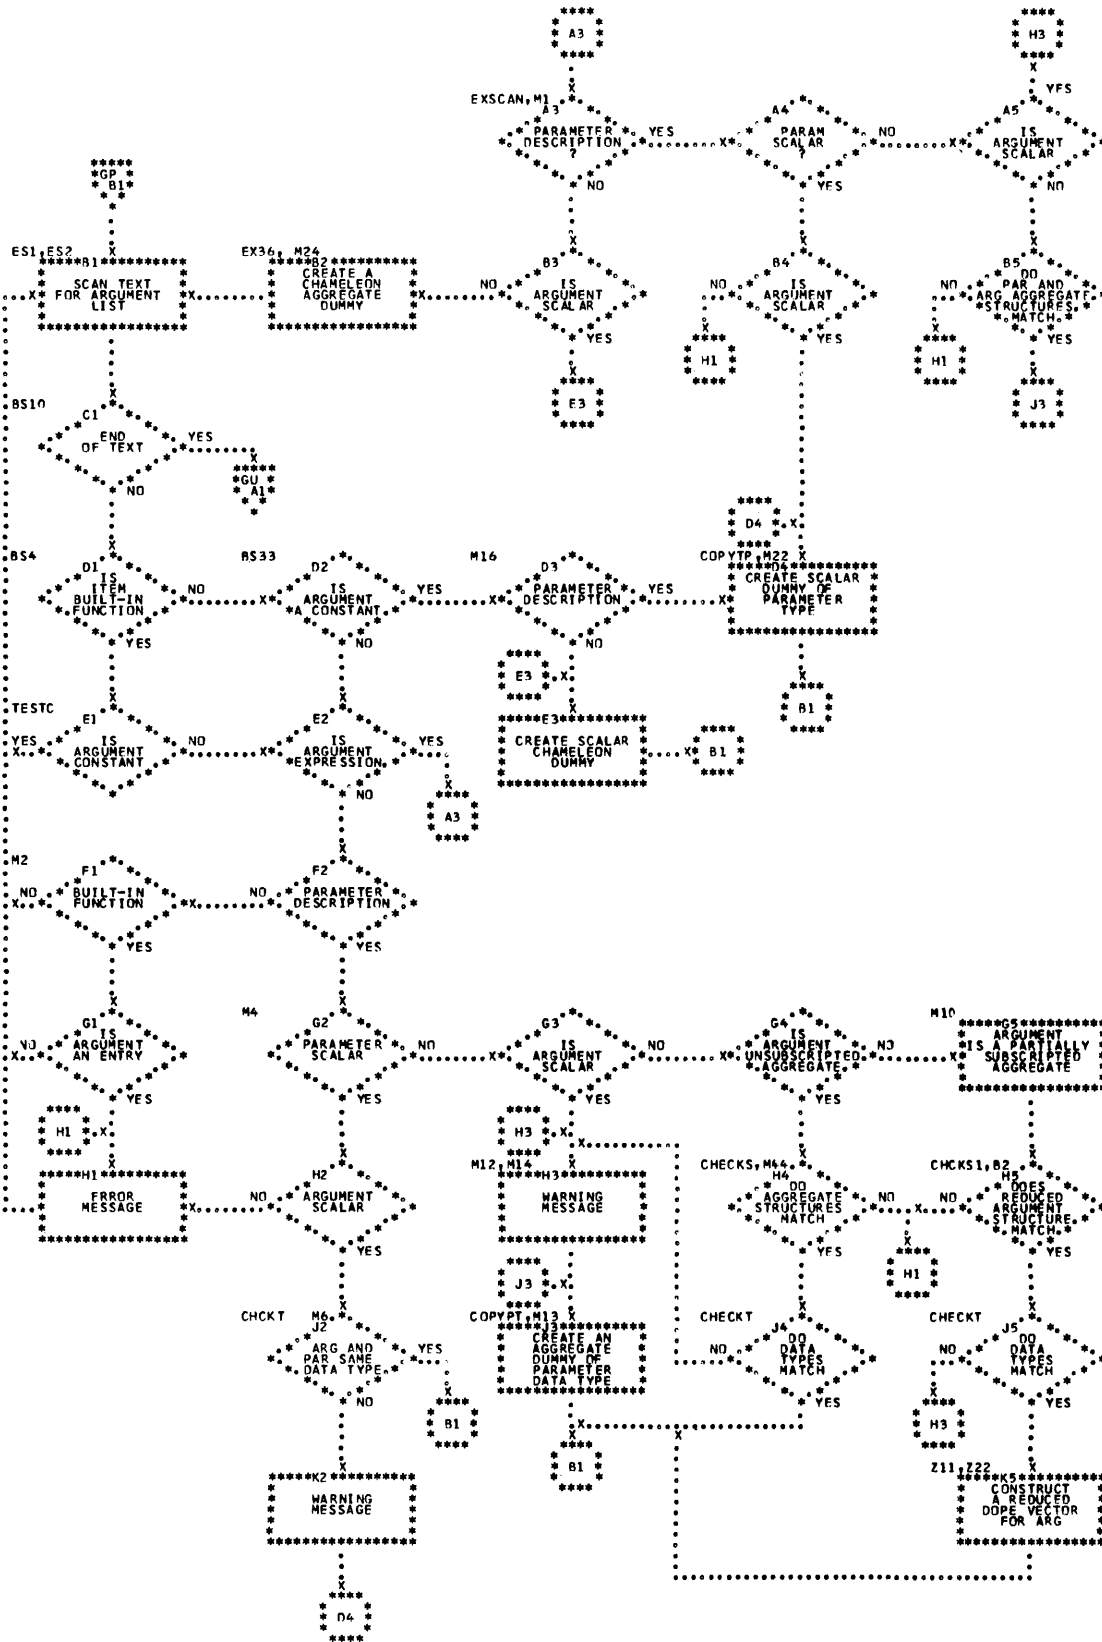 A3
H3
EXSCAN,M1
A3
PARAMETER
DESCRIPTION
?
YES
NO
A4
PARAM
SCALAR
?
NO
YES
A5
IS
ARGUMENT
SCALAR
YES
NO
GP
B1
ES1,ES2
B1
SCAN TEXT
FOR ARGUMENT
LIST
EX36, M24
B2
CREATE A
CHAMELEON
AGGREGATE
DUMMY
B3
IS
ARGUMENT
SCALAR
NO
YES
B4
IS
ARGUMENT
SCALAR
NO
YES
B5
DO
PAR AND
ARG AGGREGATE
STRUCTURES
MATCH
NO
YES
H1
H1
E3
J3
BS10
C1
END
OF TEXT
YES
NO
GU
A1
D4
BS4
D1
IS
ITEM
BUILT-IN
FUNCTION
NO
YES
BS33
D2
IS
ARGUMENT
A CONSTANT
YES
NO
M16
D3
PARAMETER
DESCRIPTION
YES
NO
COPYTP,M22
D4
CREATE SCALAR
DUMMY OF
PARAMETER
TYPE
E3
B1
TESTC
E1
IS
ARGUMENT
CONSTANT
YES
NO
E2
IS
ARGUMENT
EXPRESSION
YES
NO
E3
CREATE SCALAR
CHAMELEON
DUMMY
B1
A3
M2
F1
BUILT-IN
FUNCTION
NO
YES
F2
PARAMETER
DESCRIPTION
NO
YES
G1
IS
ARGUMENT
AN ENTRY
NO
YES
M4
G2
PARAMETER
SCALAR
NO
YES
G3
IS
ARGUMENT
SCALAR
NO
YES
G4
IS
ARGUMENT
UNSUBSCRIPTED
AGGREGATE
NO
YES
M10
G5
ARGUMENT
IS A PARTIALLY
SUBSCRIPTED
AGGREGATE
H1
H3
H1
ERROR
MESSAGE
H2
ARGUMENT
SCALAR
NO
YES
M12,M14
H3
WARNING
MESSAGE
CHECKS,M44
H4
DO
AGGREGATE
STRUCTURES
MATCH
NO
YES
CHCKS1,B2
H5
DOES
REDUCED
ARGUMENT
STRUCTURE
MATCH
NO
YES
J3
H1
CHCKT M6
J2
ARG AND
PAR SAME
DATA TYPE
YES
NO
COPYPT,M13
J3
CREATE AN
AGGREGATE
DUMMY OF
PARAMETER
DATA TYPE
CHECKT
J4
DO
DATA
TYPES
MATCH
NO
YES
CHECKT
J5
DO
DATA
TYPES
MATCH
NO
YES
B1
B1
H3
K2
WARNING
MESSAGE
Z11,Z22
K5
CONSTRUCT
A REDUCED
DOPE VECTOR
FOR ARG
D4